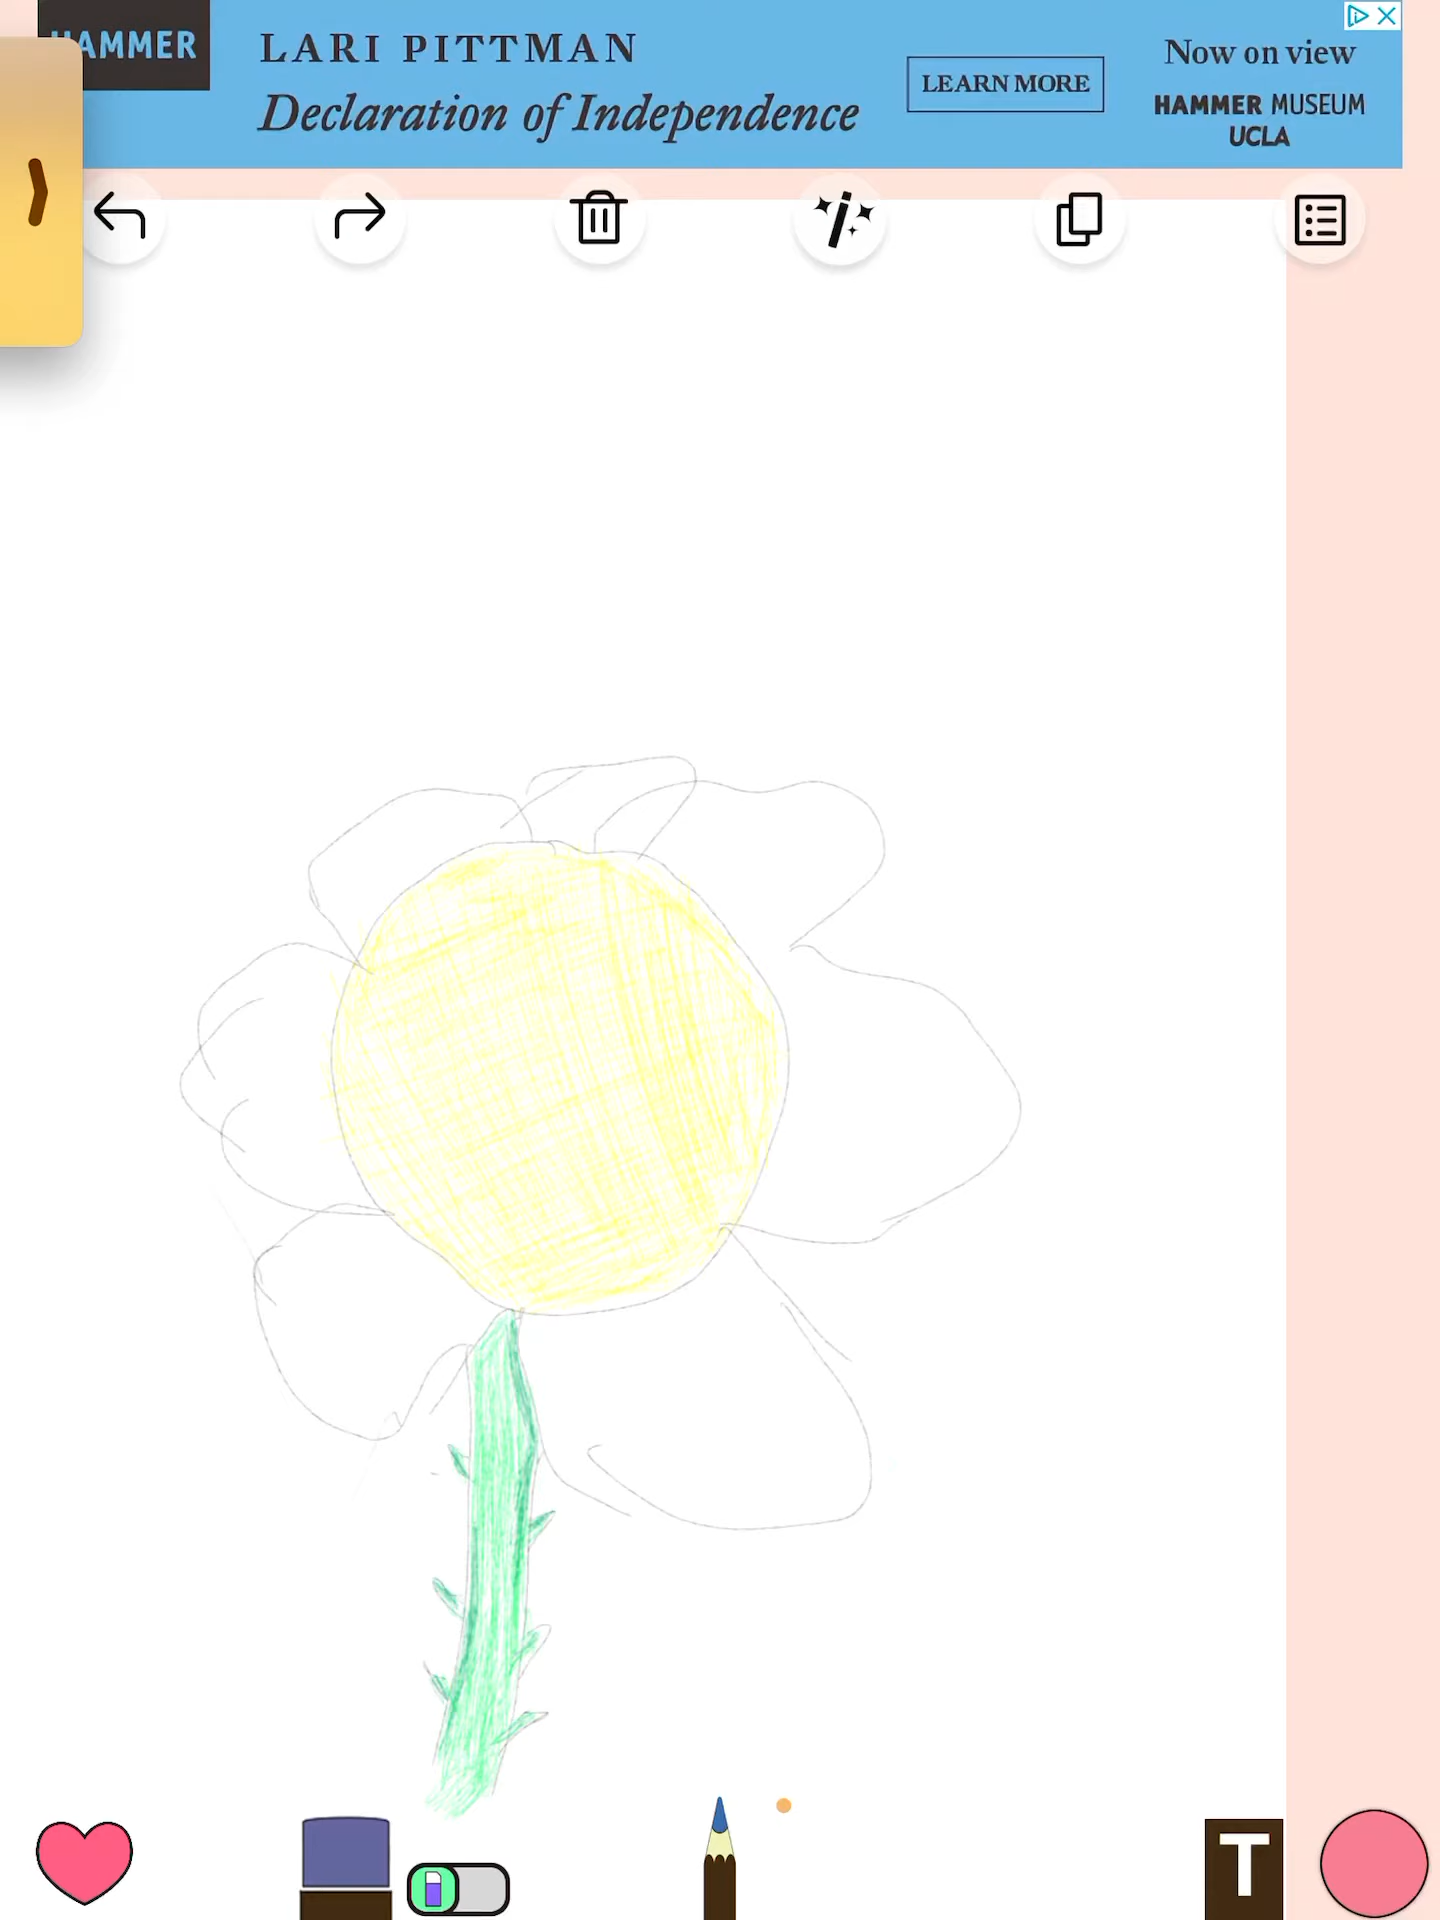 HAMMER
LARI PITTMAN
Declaration of Independence
LEARN MORE
Now on view
HAMMER MUSEUM
UCLA
T